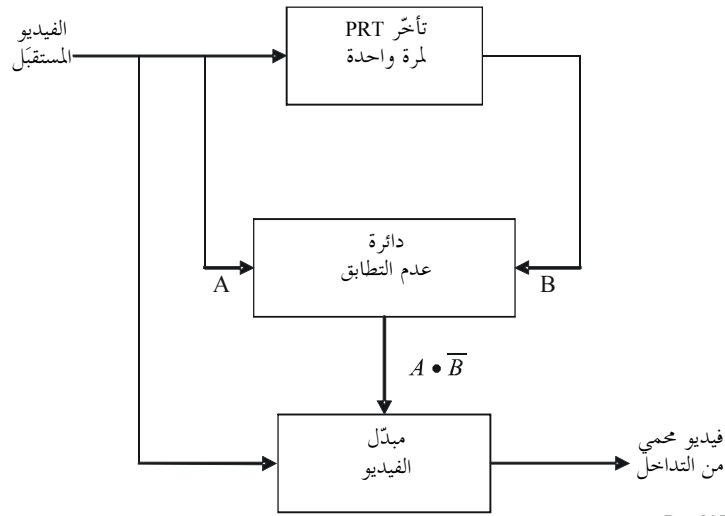 تأخّر PRT
لمرة واحدة
الفيديو
المستقبَل
دائرة
عدم التطابق
A
B
A • B̅
مبدّل
الفيديو
فيديو محمي
من التداخل